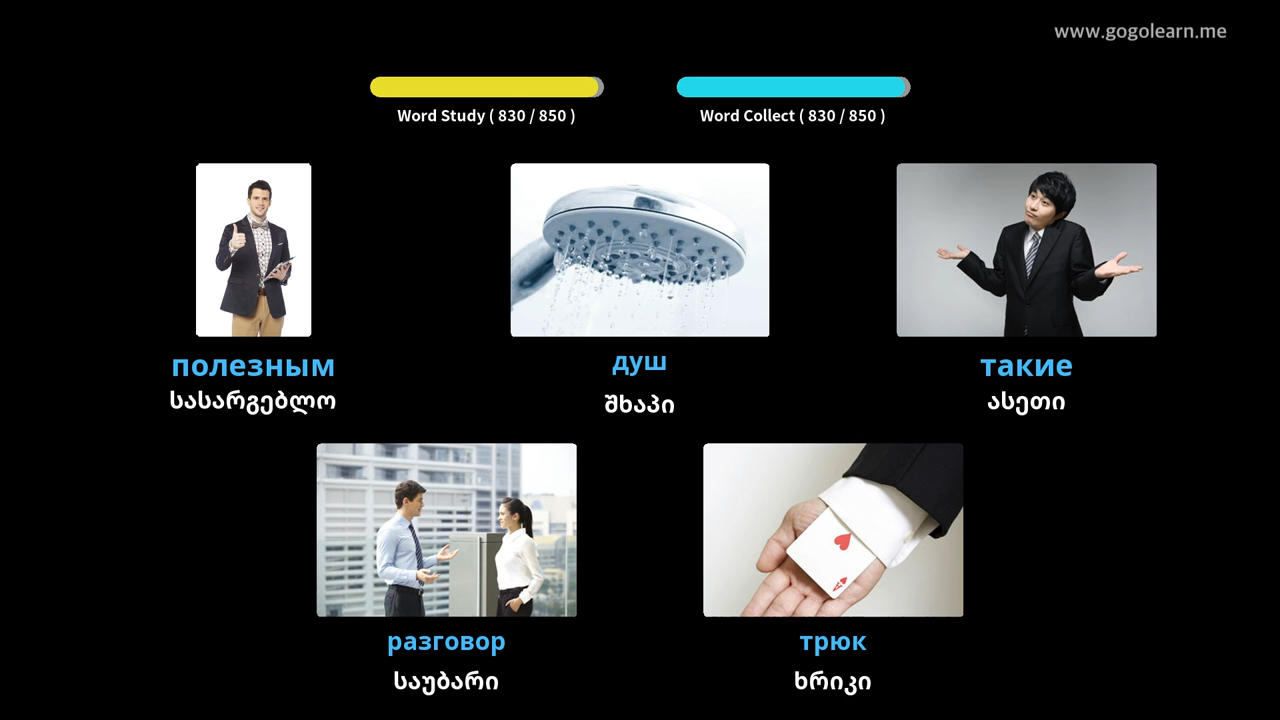 www.gogolearn.me
Word Study ( 830 / 850 )
Word Collect ( 830 / 850 )
полезным
სასარგებლო
душ
შხაპი
такие
ასეთი
разговор
საუბარი
трюк
ხრიკი